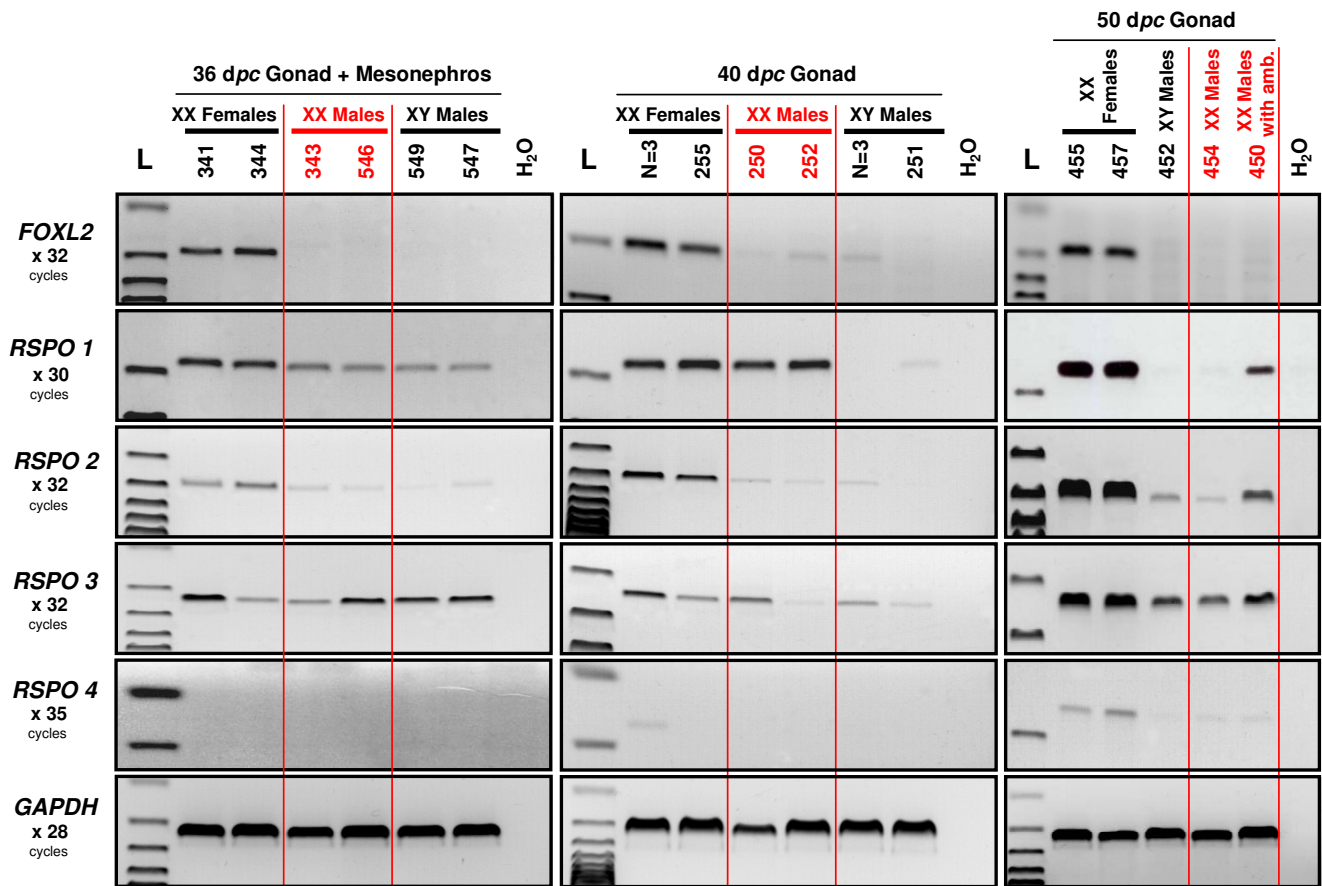 50 dpc Gonad
36 dpc Gonad + Mesonephros
40 dpc Gonad
XX Females XX Males XY Males
XX Females XX Males XY Males
XX Females
XY Males
XX Males
XX Males with amb.
L 341 344 343 546 549 547 H2O
L N=3 255 250 252 N=3 251 H2O
L 455 457 452 454 450 H2O
FOXL2
x 32
cycles
RSPO 1
x 30
cycles
RSPO 2
x 32
cycles
RSPO 3
x 32
cycles
RSPO 4
x 35
cycles
GAPDH
x 28
cycles